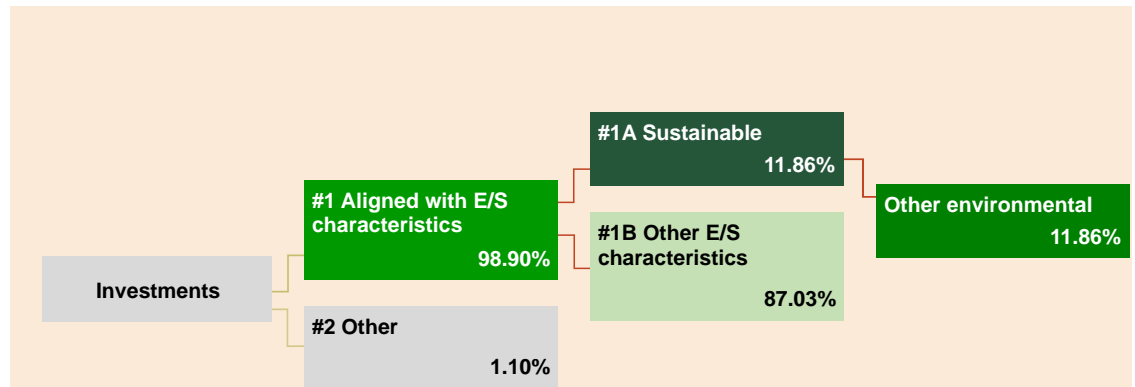 Investments
#1 Aligned with E/S
characteristics
98.90%
#2 Other
1.10%
#1A Sustainable
11.86%
#1B Other E/S
characteristics
87.03%
Other environmental
11.86%